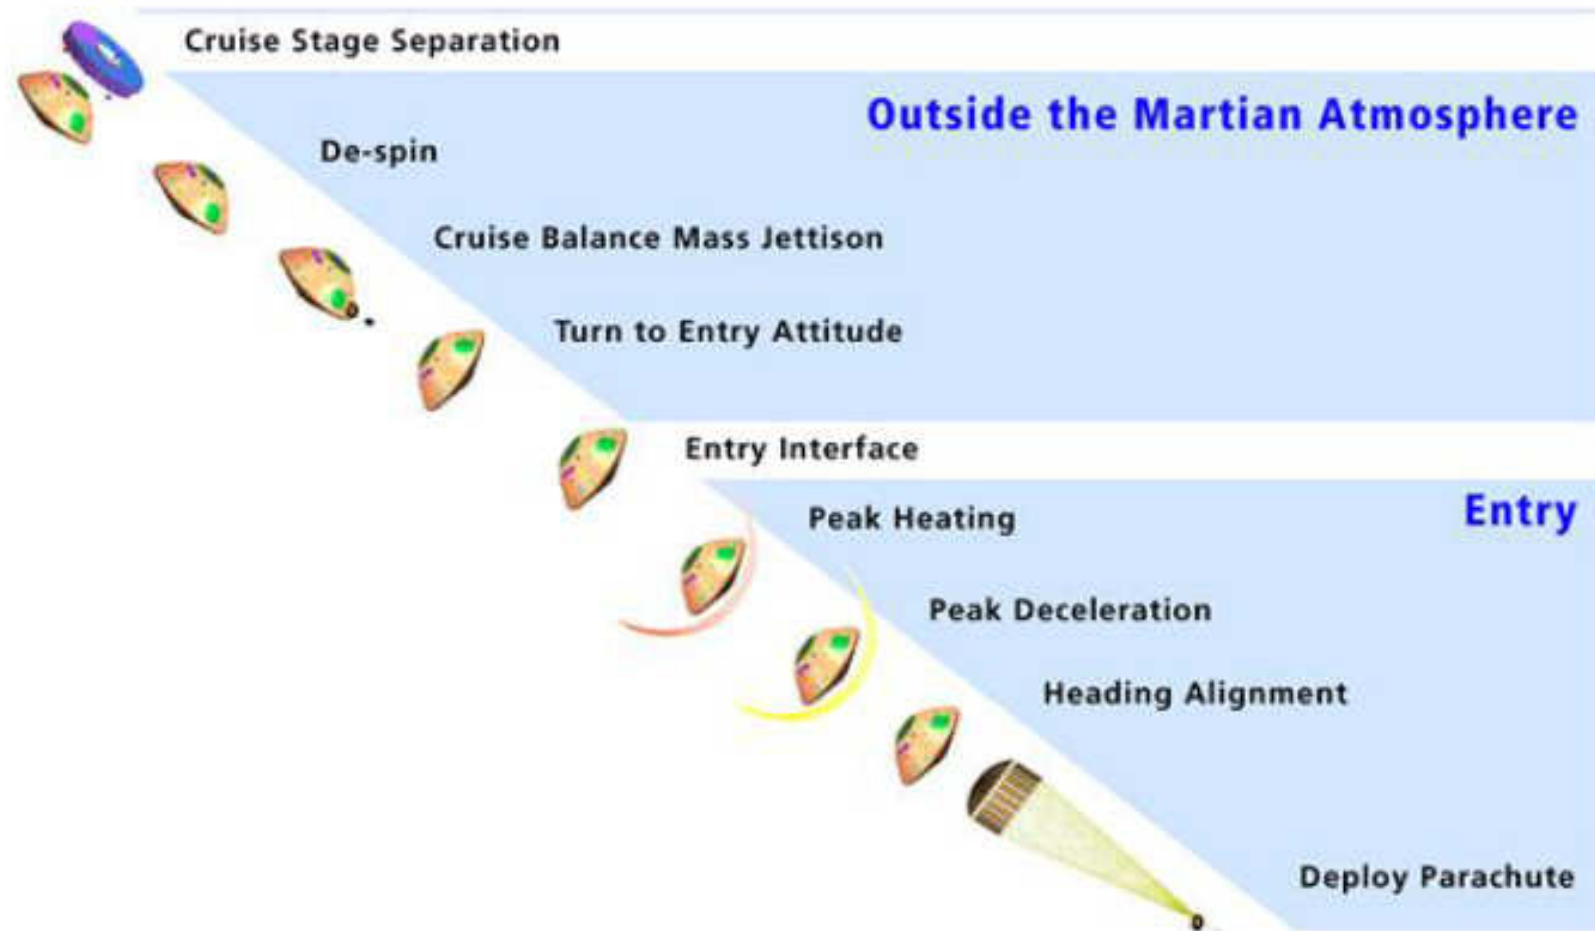 Cruise Stage Separation
Outside the Martian Atmosphere
De-spin
Cruise Balance Mass Jettison
Turn to Entry Attitude
Entry Interface
Entry
Peak Heating
Peak Deceleration
Heading Alignment
Deploy Parachute